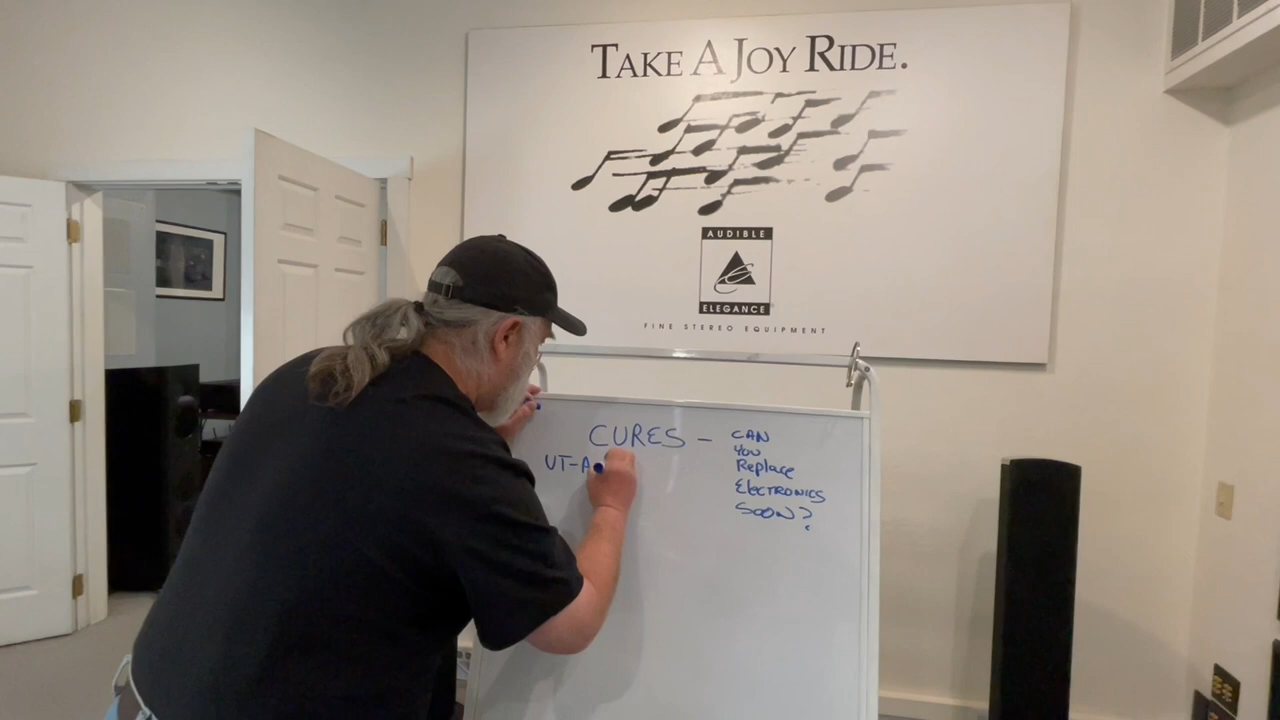 TAKE A JOY RIDE.
AUDIBLE
ELEGANCE
FINE STEREO EQUIPMENT
CURES - CAN
YOU
Replace
ElecTRONICS
SOON?
VT-A